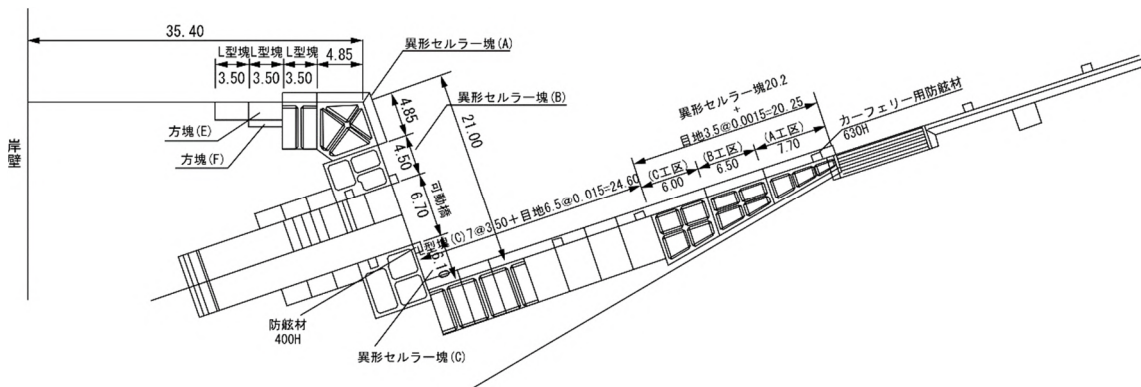 35.40
L型塊 L型塊 L型塊 4.85
3.50 3.50 3.50
異形セルラー塊(A)
異形セルラー塊(B)
方塊(E)
方塊(F)
岸壁
4.85
21.00
4.50
可動橋
6.70
6.10
異形セルラー塊20.2
+
目地3.5@0.0015=20.25
カーフェリー用防舷材
630H
(A工区)
7.70
(B工区)
6.50
(C工区)
6.00
L型塊(C)7@3.50+目地6.5@0.015=24.60
防舷材
400H
異形セルラー塊(C)